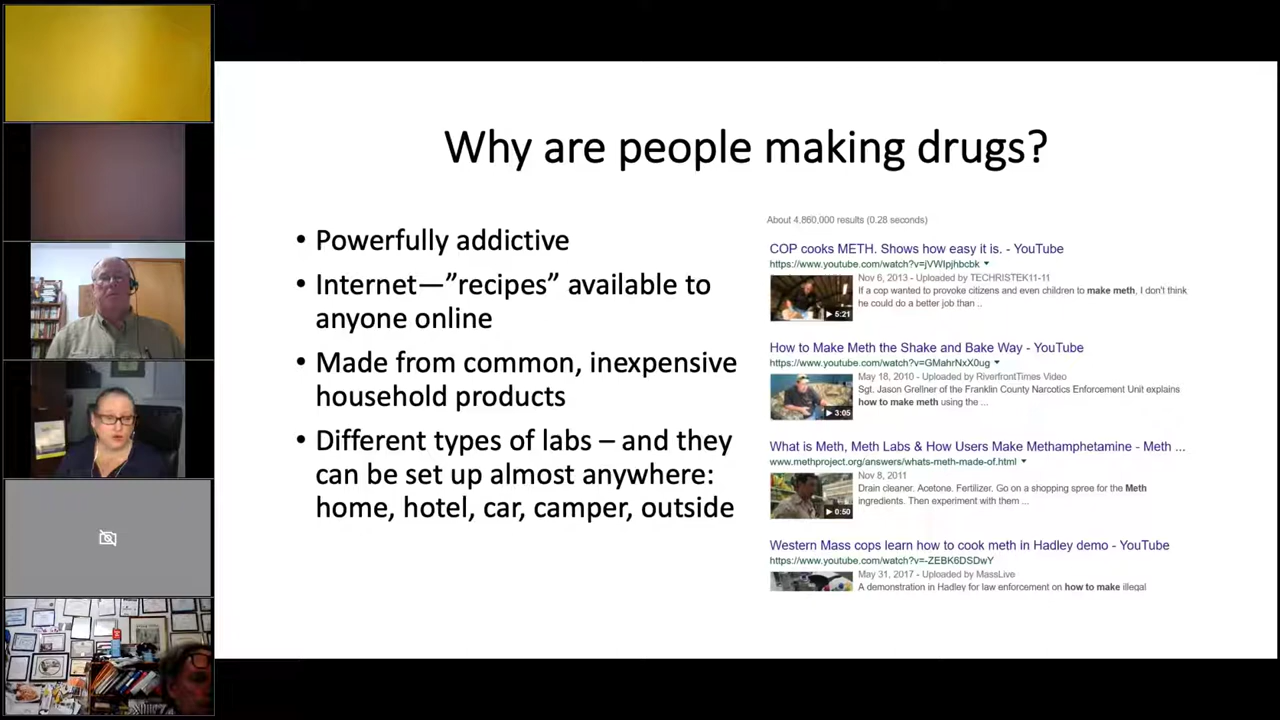 Why are people making drugs?
• Powerfully addictive
• Internet—”recipes” available to
anyone online
• Made from common, inexpensive
household products
• Different types of labs – and they
can be set up almost anywhere:
home, hotel, car, camper, outside
About 4,860,000 results (0.28 seconds)
COP cooks METH. Shows how easy it is. - YouTube
https://www.youtube.com/watch?v=jVWIpjhbcbk
Nov 6, 2013 - Uploaded by TECHRISTEK11-11
If a cop wanted to provoke citizens and even children to make meth, I don't think
he could do a better job than ..
5:21
How to Make Meth the Shake and Bake Way - YouTube
https://www.youtube.com/watch?v=GMahrNxX0ug
May 18, 2010 - Uploaded by RiverfrontTimes Video
Sgt. Jason Grellner of the Franklin County Narcotics Enforcement Unit explains
how to make meth using the ...
3:05
What is Meth, Meth Labs & How Users Make Methamphetamine - Meth ...
www.methproject.org/answers/whats-meth-made-of.html
Nov 8, 2011
Drain cleaner. Acetone. Fertilizer. Go on a shopping spree for the Meth
ingredients. Then experiment with them ...
0:50
Western Mass cops learn how to cook meth in Hadley demo - YouTube
https://www.youtube.com/watch?v=-ZEBK6DSDwY
May 31, 2017 - Uploaded by MassLive
A demonstration in Hadley for law enforcement on how to make illegal